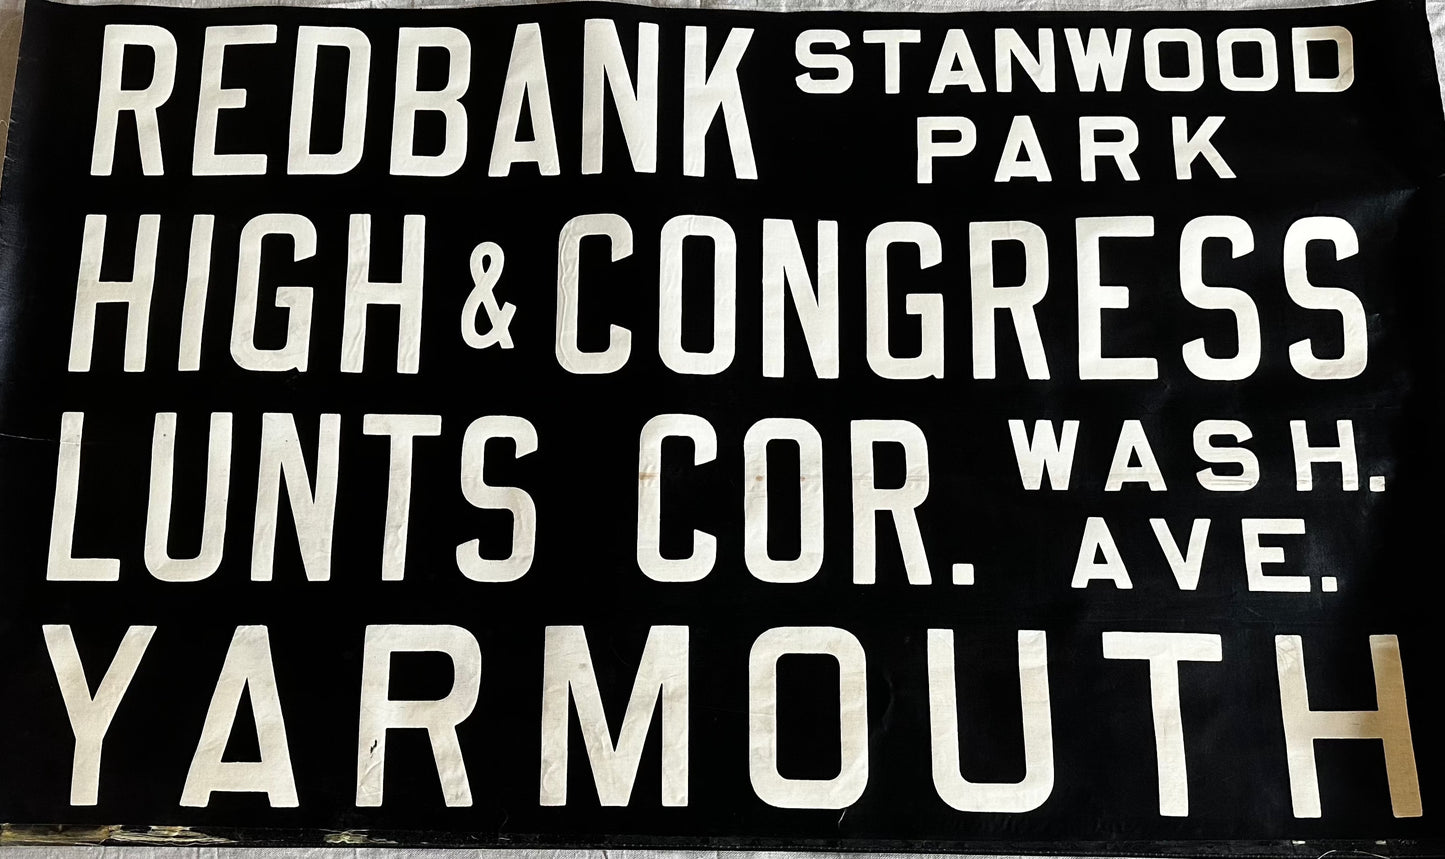 REDBANK STANWOOD
PARK
HIGH & CONGRESS
LUNTS COR. WASH.
AVE.
YARMOUTH